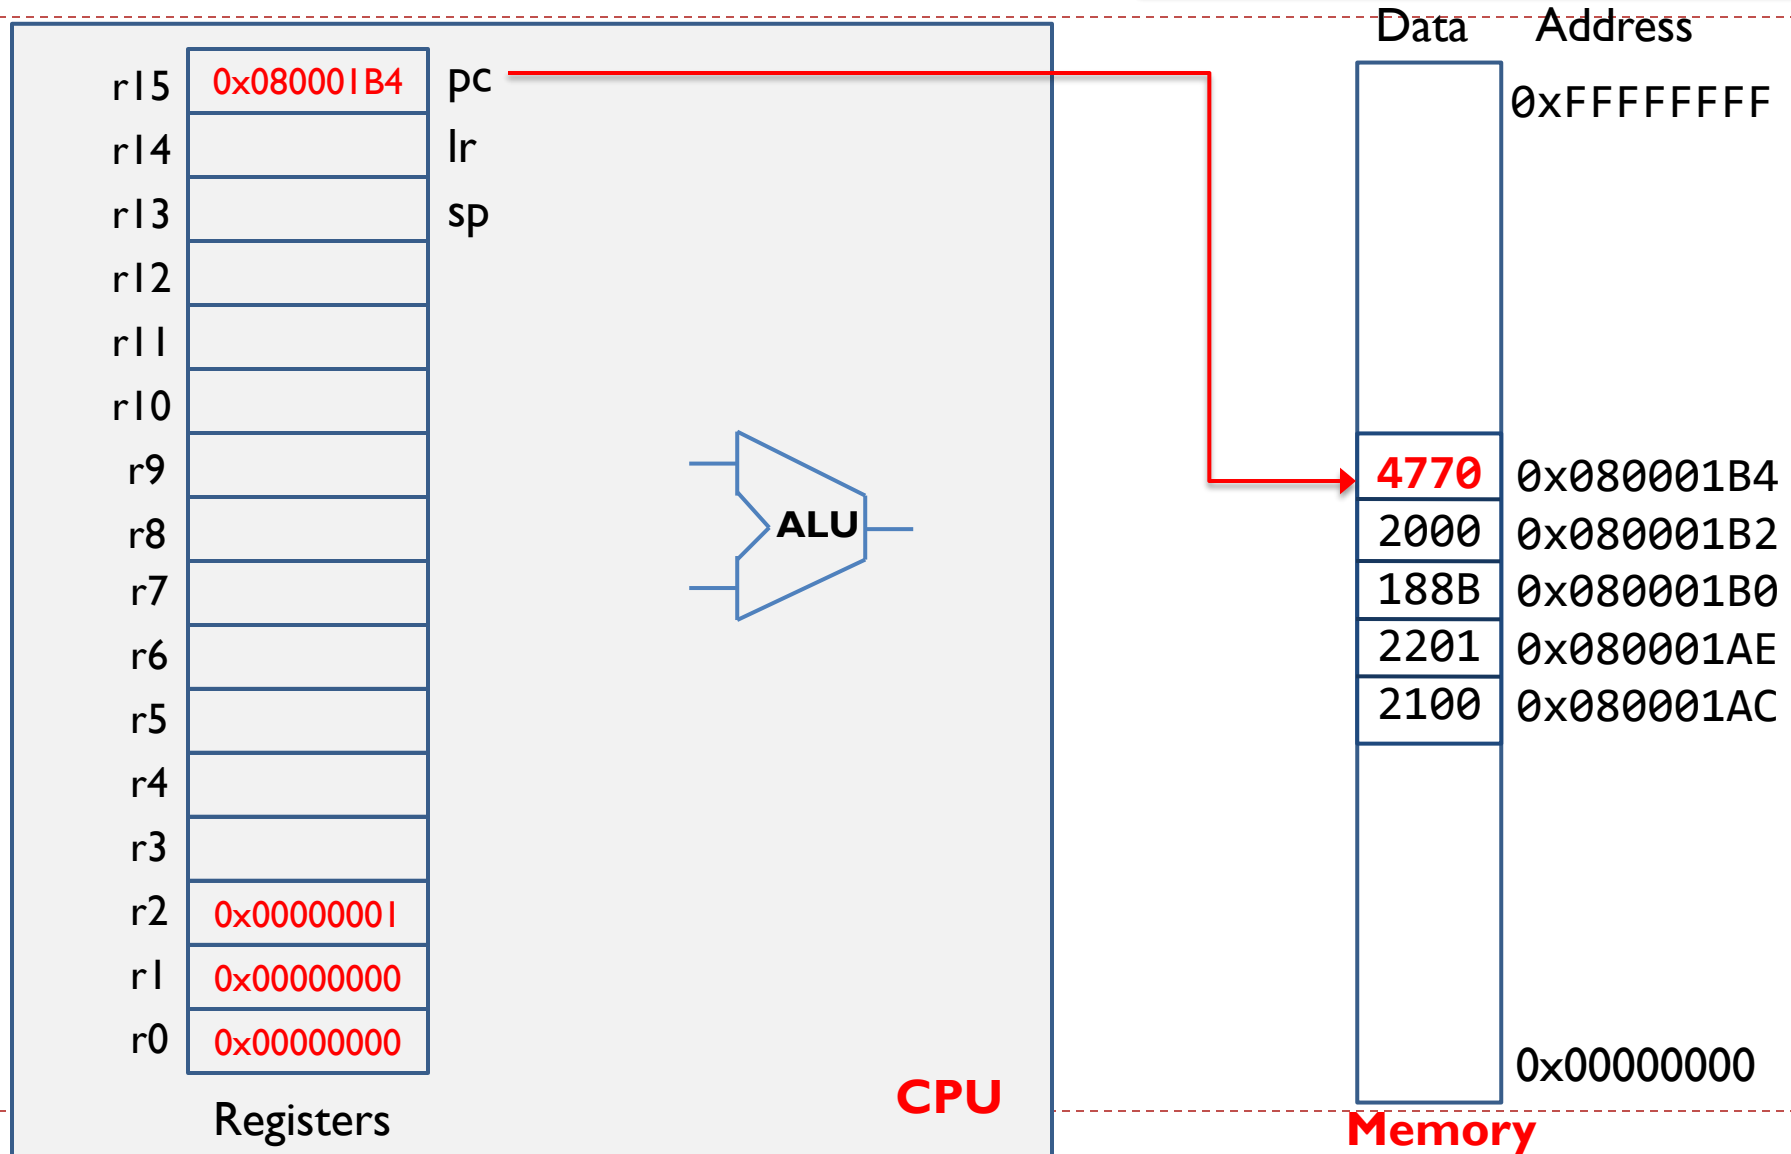 Data Address
r15 0x080001B4 pc
0xFFFFFFFF
r14 lr
r13 sp
r12
r11
r10
r9 4770 0x080001B4
r8 ALU 2000 0x080001B2
r7 188B 0x080001B0
r6 2201 0x080001AE
r5 2100 0x080001AC
r4
r3
r2 0x00000001
r1 0x00000000
r0 0x00000000
0x00000000
Registers CPU
Memory